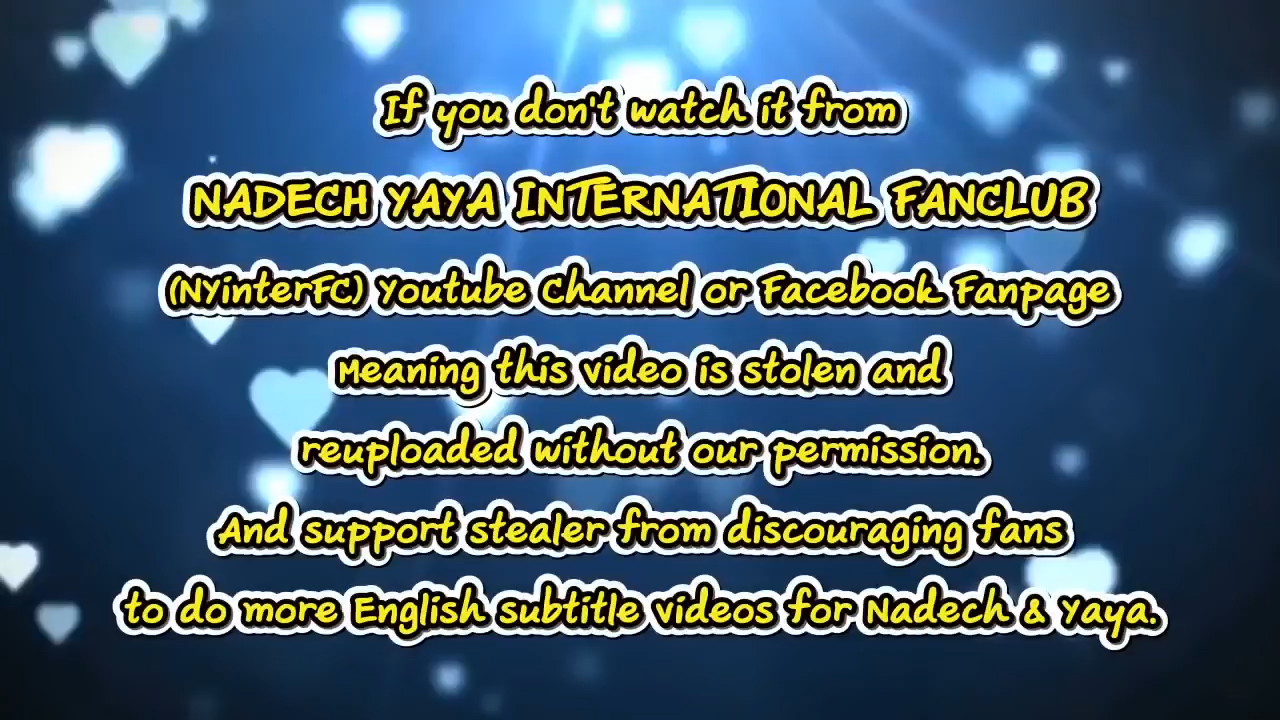 If you don't watch it from
NADECH YAYA INTERNATIONAL FANCLUB
(NYinterFC) Youtube Channel or Facebook Fanpage
Meaning this video is stolen and
reuploaded without our permission.
And support stealer from discouraging fans
to do more English subtitle videos for Nadech & Yaya.